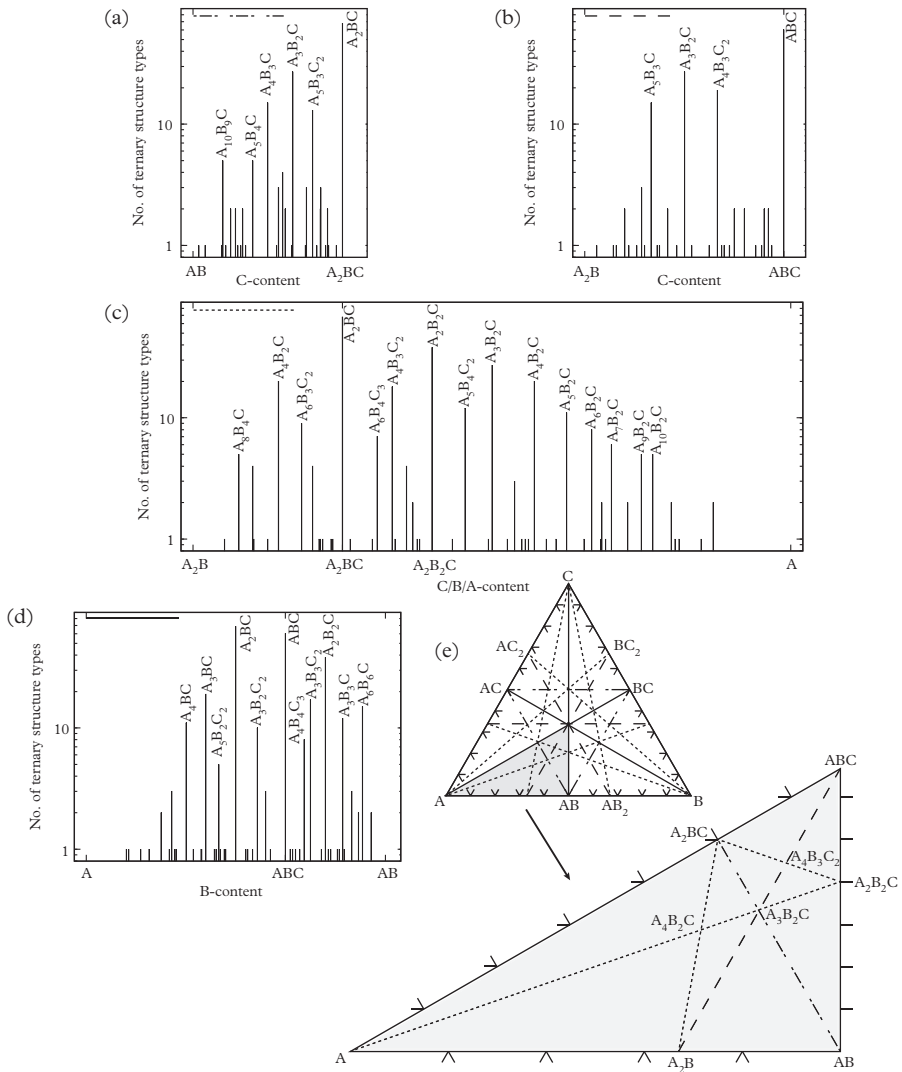 (a)
No. of ternary structure types
10
1
A₁₀B₉C
A₅B₄C
A₄B₃C
A₃B₂C
A₅B₃C₂
A₂BC
AB
A₂BC
C-content
(b)
No. of ternary structure types
10
1
A₅B₃C
A₃B₂C
A₄B₃C₂
ABC
A₂B
ABC
C-content
(c)
No. of ternary structure types
10
1
A₈B₄C
A₄B₂C
A₆B₃C₂
A₂BC
A₆B₄C₃
A₄B₃C₂
A₂B₂C
A₅B₄C₂
A₃B₂C
A₄B₂C
A₅B₂C
A₆B₂C
A₇B₂C
A₉B₂C
A₁₀B₂C
A₂B
A₂BC
A₂B₂C
A
C/B/A-content
(d)
No. of ternary structure types
10
1
A₄BC
A₃BC
A₅B₂C₂
A₂BC
A₃B₂C₂
ABC
A₄B₄C₃
A₃B₃C₂
A₂B₂C
A₃B₃C
A₆B₆C
A
ABC
AB
B-content
(e)
C
AC₂
BC₂
AC
BC
A
AB
AB₂
B
ABC
A₂BC
A₄B₃C₂
A₂B₂C
A₄B₂C
A₃B₂C
A
A₂B
AB